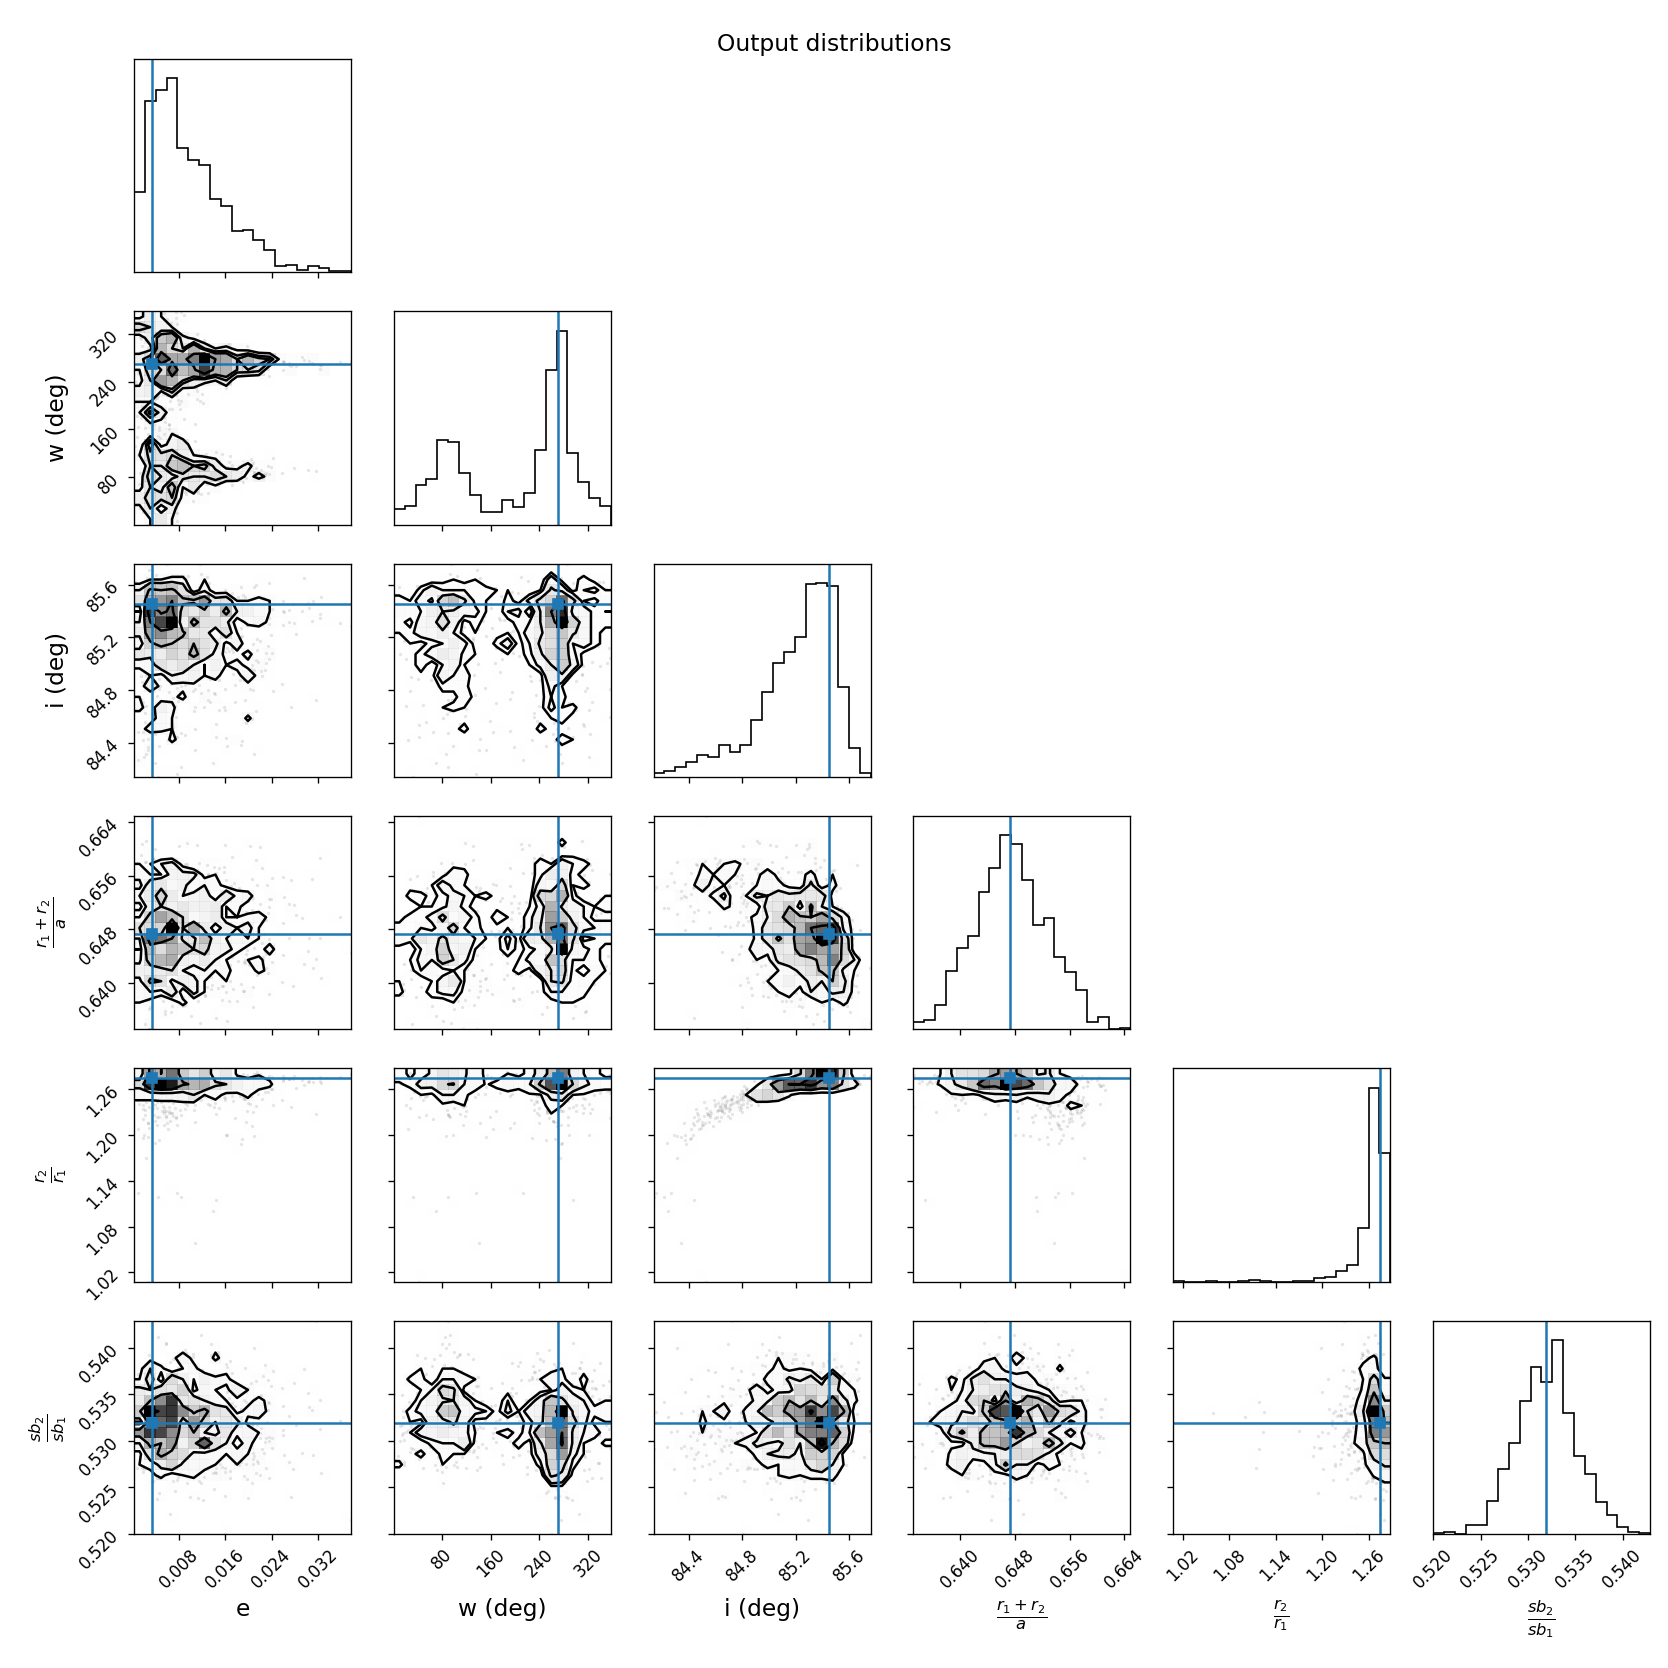 Output distributions
w (deg)
320
240
160
80
i (deg)
85.6
85.2
84.8
84.4
r1 + r2
a
0.664
0.656
0.648
0.640
r2
r1
1.26
1.20
1.14
1.08
1.02
sb2
sb1
0.540
0.535
0.530
0.525
0.520
0.008 0.016 0.024 0.032
80 160 240 320
84.4 84.8 85.2 85.6
0.640 0.648 0.656 0.664
1.02 1.08 1.14 1.20 1.26
0.520 0.525 0.530 0.535 0.540
e
w (deg)
i (deg)
r1 + r2
a
r2
r1
sb2
sb1